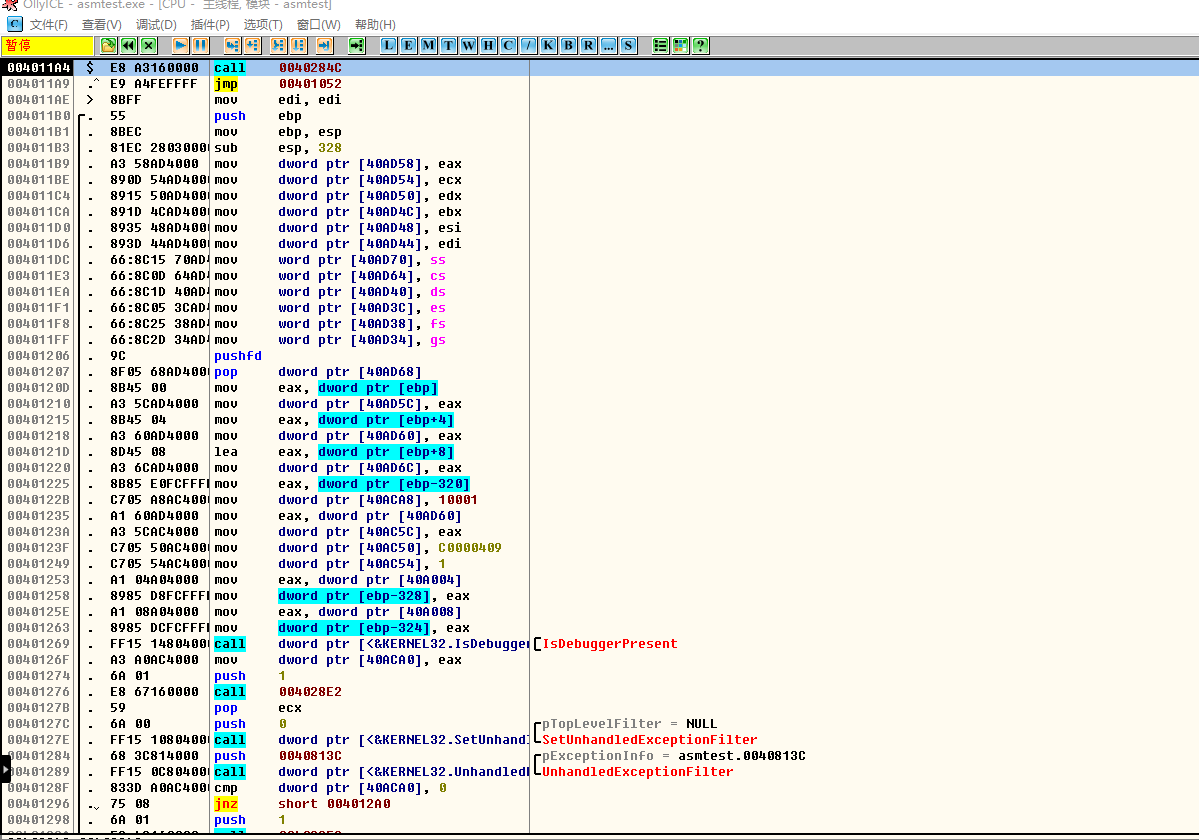 OllyICE - asmtest.exe - [CPU - 主线程, 模块 - asmtest]
C 文件(F) 查看(V) 调试(D) 插件(P) 选项(T) 窗口(W) 帮助(H)
暂停 L E M T W H C / K B R ... S ?
004011A4 $ E8 A3160000 call 0040284C
004011A9 .^ E9 A4FEFFFF jmp 00401052
004011AE > 8BFF mov edi, edi
004011B0 . 55 push ebp
004011B1 . 8BEC mov ebp, esp
004011B3 . 81EC 28030000 sub esp, 328
004011B9 . A3 58AD4000 mov dword ptr [40AD58], eax
004011BE . 890D 54AD400 mov dword ptr [40AD54], ecx
004011C4 . 8915 50AD400 mov dword ptr [40AD50], edx
004011CA . 891D 4CAD400 mov dword ptr [40AD4C], ebx
004011D0 . 8935 48AD400 mov dword ptr [40AD48], esi
004011D6 . 893D 44AD400 mov dword ptr [40AD44], edi
004011DC . 66:8C15 70AD4 mov word ptr [40AD70], ss
004011E3 . 66:8C0D 64AD4 mov word ptr [40AD64], cs
004011EA . 66:8C1D 40AD4 mov word ptr [40AD40], ds
004011F1 . 66:8C05 3CAD4 mov word ptr [40AD3C], es
004011F8 . 66:8C25 38AD4 mov word ptr [40AD38], fs
004011FF . 66:8C2D 34AD4 mov word ptr [40AD34], gs
00401206 . 9C pushfd
00401207 . 8F05 68AD400 pop dword ptr [40AD68]
0040120D . 8B45 00 mov eax, dword ptr [ebp]
00401210 . A3 5CAD4000 mov dword ptr [40AD5C], eax
00401215 . 8B45 04 mov eax, dword ptr [ebp+4]
00401218 . A3 60AD4000 mov dword ptr [40AD60], eax
0040121D . 8D45 08 lea eax, dword ptr [ebp+8]
00401220 . A3 6CAD4000 mov dword ptr [40AD6C], eax
00401225 . 8B85 E0FCFFF mov eax, dword ptr [ebp-320]
0040122B . C705 A8AC400 mov dword ptr [40ACA8], 10001
00401235 . A1 60AD4000 mov eax, dword ptr [40AD60]
0040123A . A3 5CAC4000 mov dword ptr [40AC5C], eax
0040123F . C705 50AC400 mov dword ptr [40AC50], C0000409
00401249 . C705 54AC400 mov dword ptr [40AC54], 1
00401253 . A1 04A04000 mov eax, dword ptr [40A004]
00401258 . 8985 D8FCFFF mov dword ptr [ebp-328], eax
0040125E . A1 08A04000 mov eax, dword ptr [40A008]
00401263 . 8985 DCFCFFF mov dword ptr [ebp-324], eax
00401269 . FF15 1480400 call dword ptr [<&KERNEL32.IsDebugger IsDebuggerPresent
0040126F . A3 A0AC4000 mov dword ptr [40ACA0], eax
00401274 . 6A 01 push 1
00401276 . E8 67160000 call 004028E2
0040127B . 59 pop ecx
0040127C . 6A 00 push 0 pTopLevelFilter = NULL
0040127E . FF15 1080400 call dword ptr [<&KERNEL32.SetUnhand SetUnhandledExceptionFilter
00401284 . 68 3C814000 push 0040813C pExceptionInfo = asmtest.0040813C
00401289 . FF15 0C80400 call dword ptr [<&KERNEL32.Unhandled UnhandledExceptionFilter
0040128F . 833D A0AC400 cmp dword ptr [40ACA0], 0
00401296 .v 75 08 jnz short 004012A0
00401298 . 6A 01 push 1